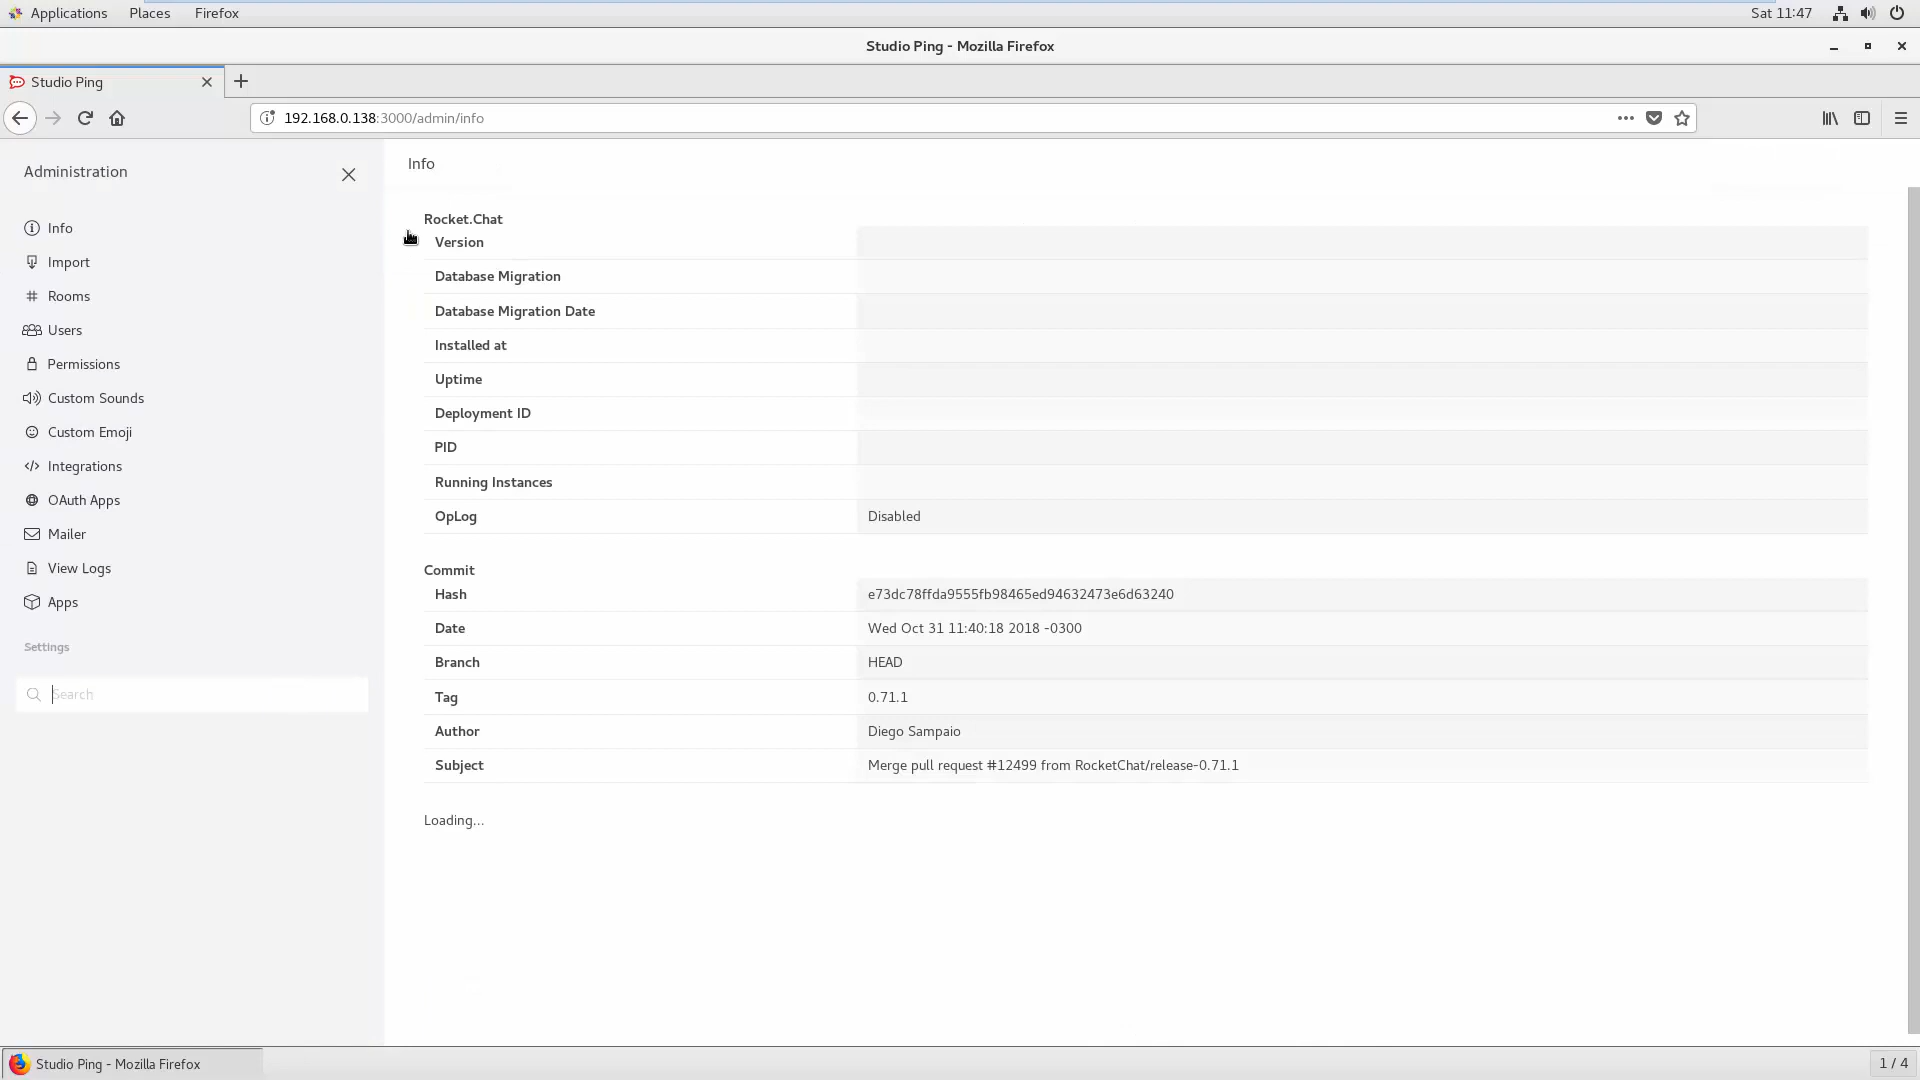 Applications Places Firefox Sat 11:47
Studio Ping - Mozilla Firefox
Studio Ping
192.168.0.138:3000/admin/info
Administration
Info
Import
Rooms
Users
Permissions
Custom Sounds
Custom Emoji
Integrations
OAuth Apps
Mailer
View Logs
Apps
Settings
Search
Info
Rocket.Chat
Version
Database Migration
Database Migration Date
Installed at
Uptime
Deployment ID
PID
Running Instances
OpLog Disabled
Commit
Hash e73dc78ffda9555fb98465ed94632473e6d63240
Date Wed Oct 31 11:40:18 2018 -0300
Branch HEAD
Tag 0.71.1
Author Diego Sampaio
Subject Merge pull request #12499 from RocketChat/release-0.71.1
Loading...
Studio Ping - Mozilla Firefox 1 / 4